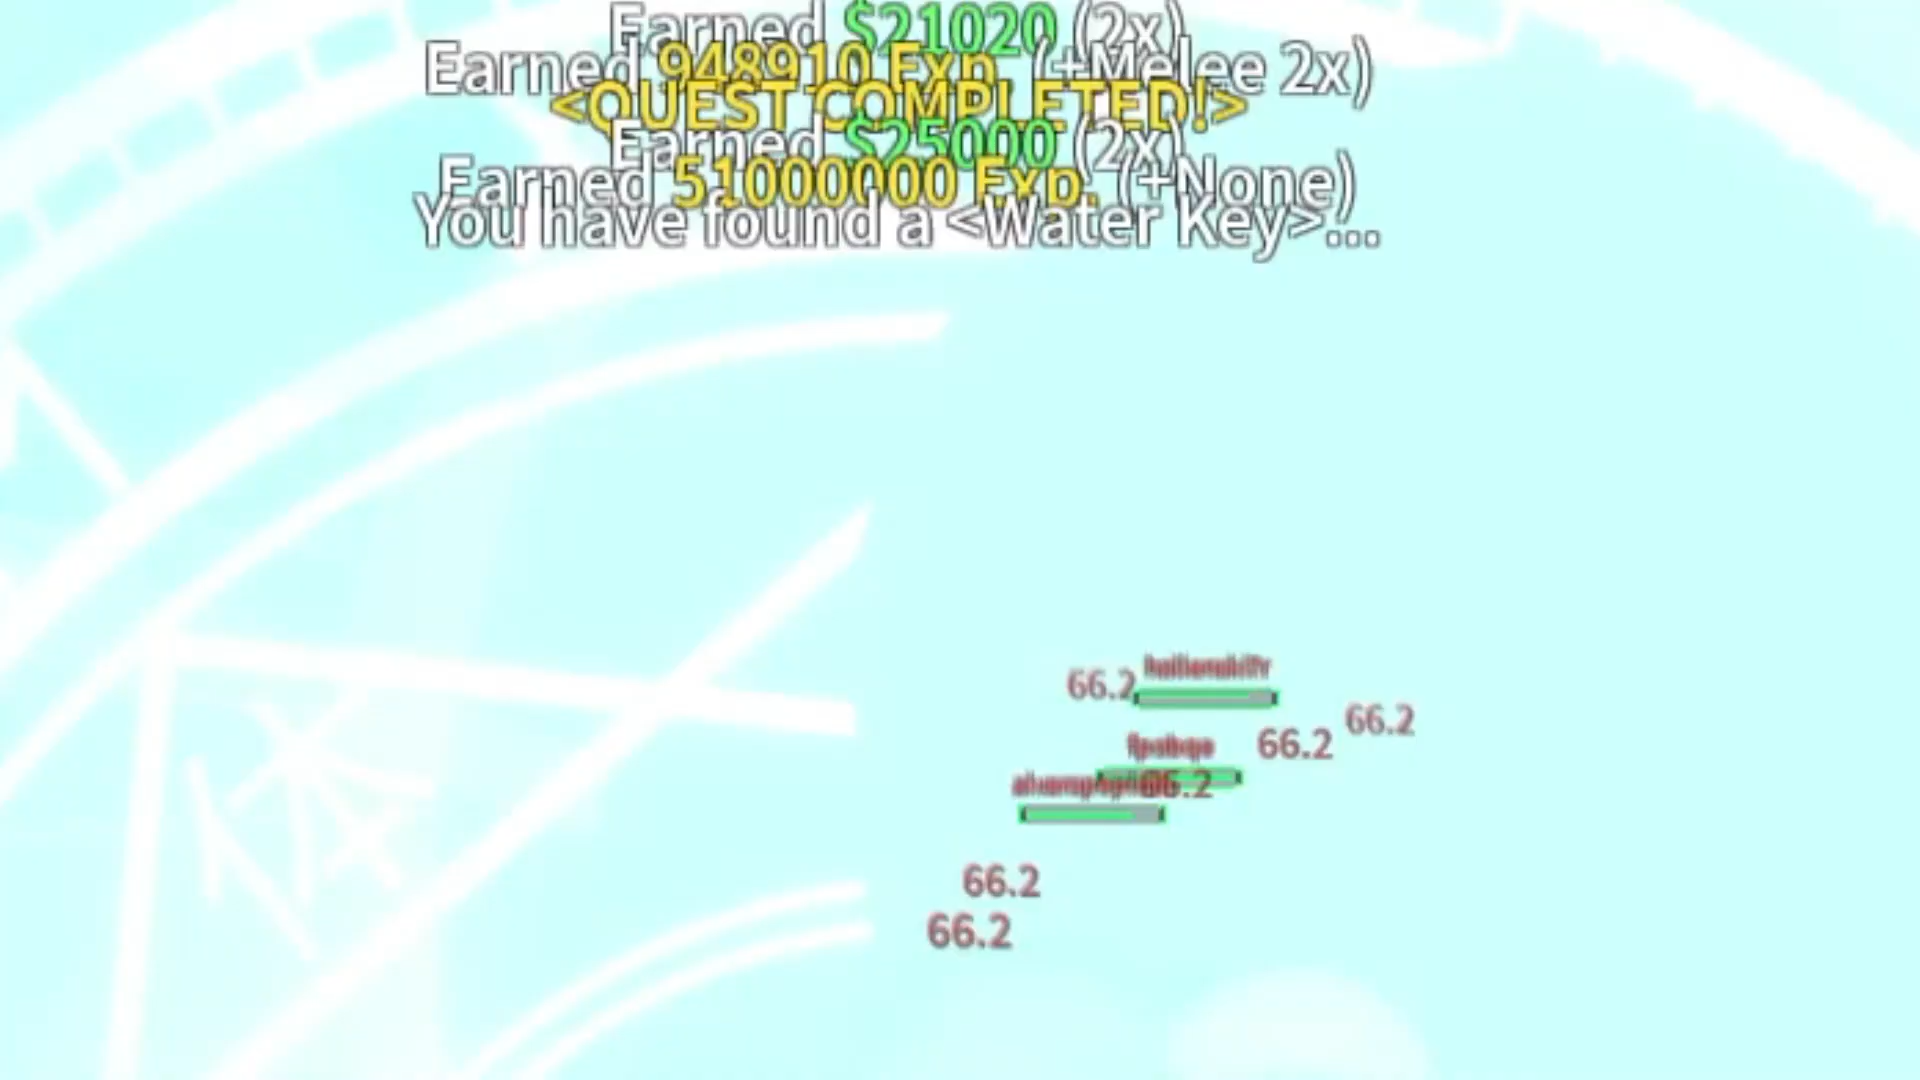 Earned $21020 (2x)
Earned 948910 Exp. (+Melee 2x)
<QUEST COMPLETED!>
Earned $25000 (2x)
Earned 51000000 Exp. (+None)
You have found a <Water Key>...
66.2
66.2
66.2
66.2
66.2
66.2